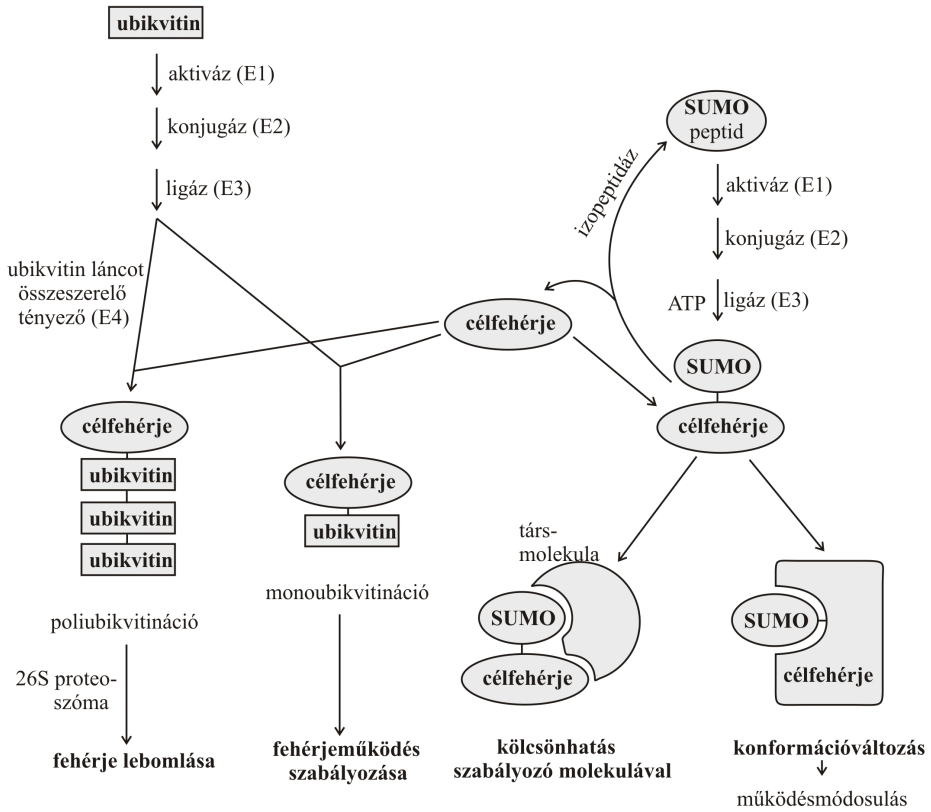 ubikvitin
aktiváz (E1)
konjugáz (E2)
ligáz (E3)
ubikvitin láncot
összeszerelő
tényező (E4)
SUMO
peptid
izopeptidáz
aktiváz (E1)
konjugáz (E2)
ATP
ligáz (E3)
célfehérje
SUMO
célfehérje
célfehérje
ubikvitin
ubikvitin
ubikvitin
poliubikvitináció
26S proteo-
szóma
fehérje lebomlása
célfehérje
ubikvitin
monoubikvitináció
fehérjeműködés
szabályozása
társ-
molekula
SUMO
célfehérje
kölcsönhatás
szabályozó molekulával
SUMO
célfehérje
konformációváltozás
működésmódosulás